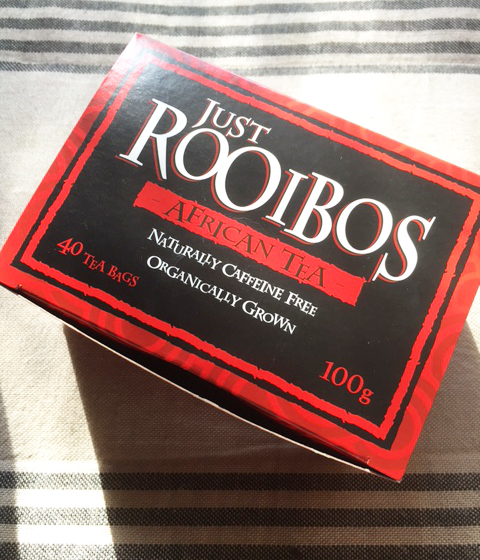 Just
Rooibos
- African Tea -
Naturally Caffeine Free
Organically Grown
40 Tea Bags
100g